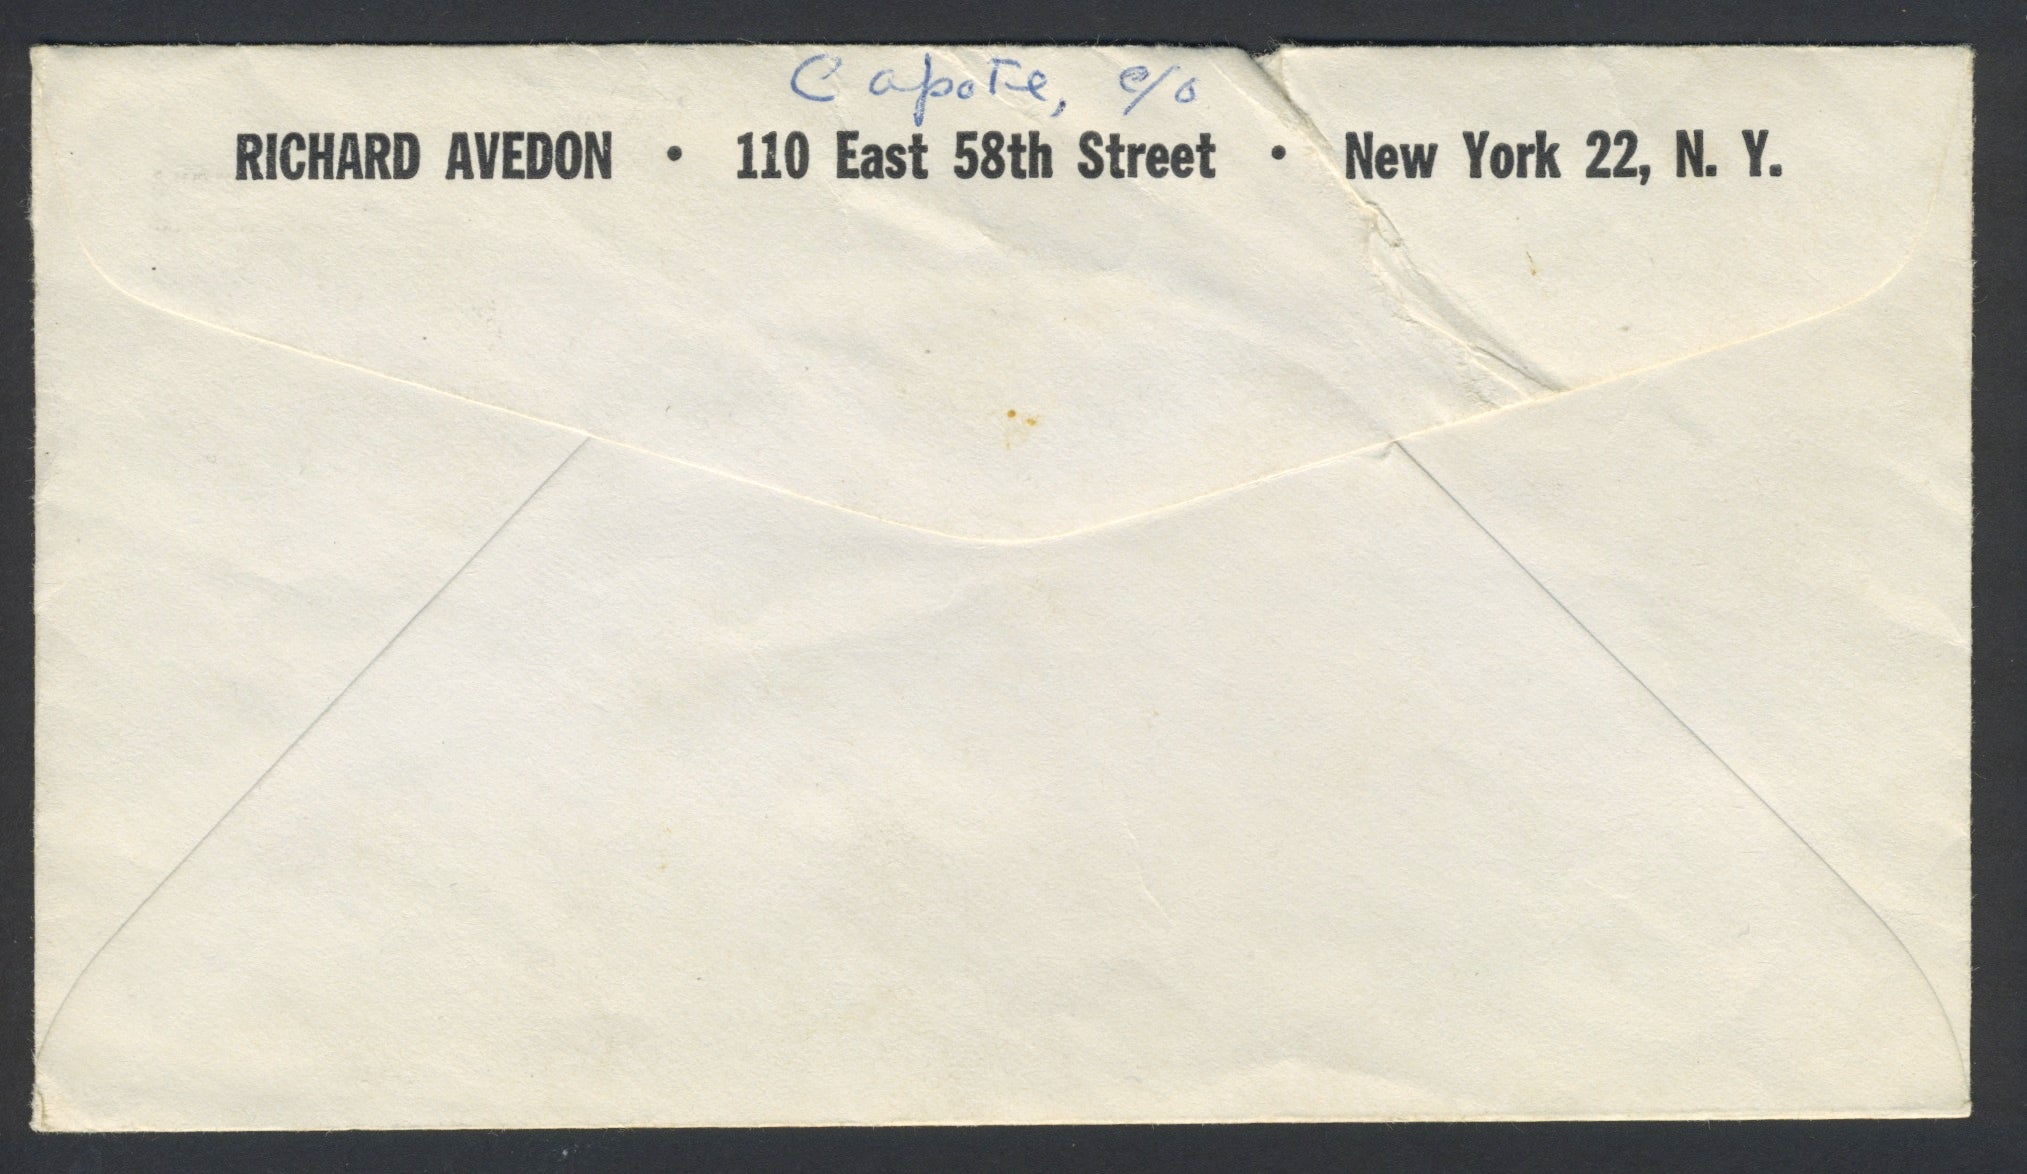 Capote, c/o
RICHARD AVEDON • 110 East 58th Street • New York 22, N. Y.